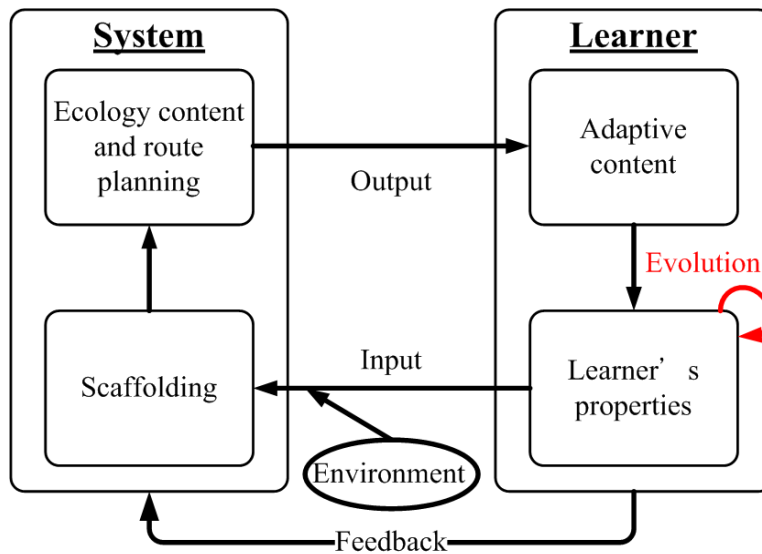 System
Learner
Ecology content
and route
planning
Adaptive
content
Output
Evolution
Input
Scaffolding
Learner’s
properties
Environment
Feedback